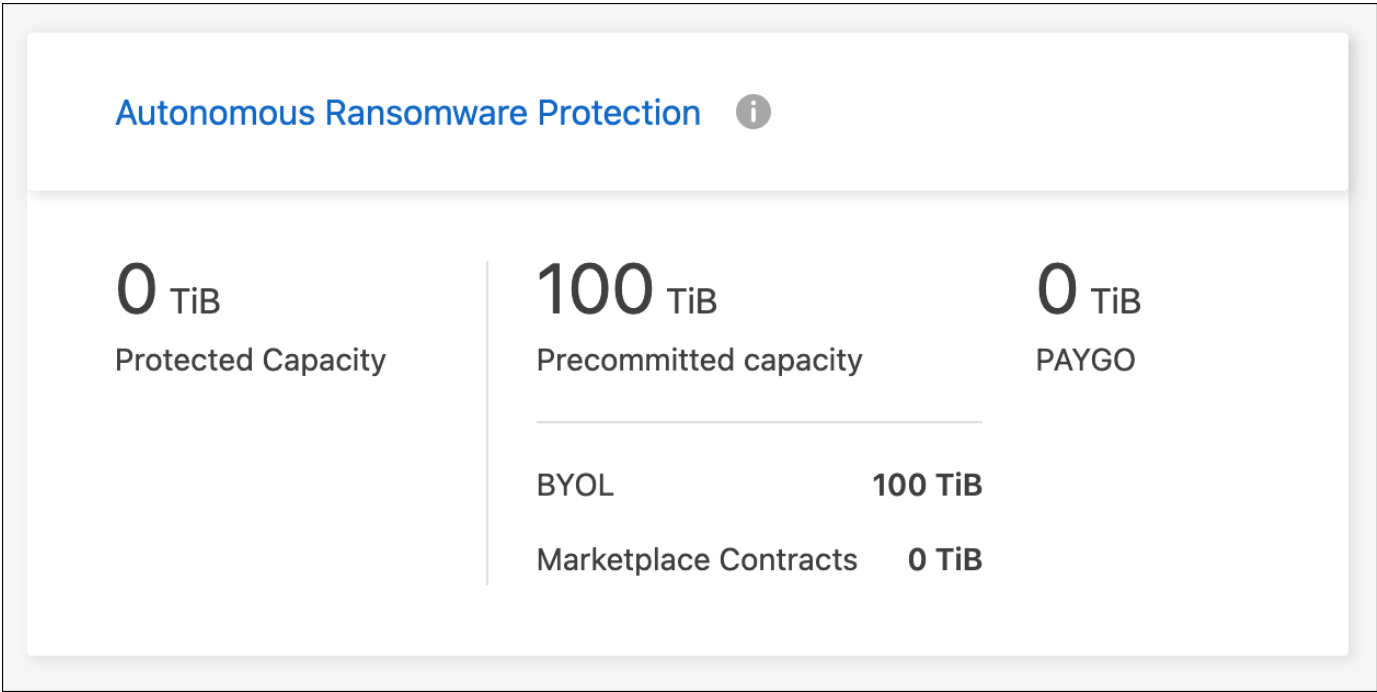 Autonomous Ransomware Protection
0 TiB
Protected Capacity
100 TiB
Precommitted capacity
BYOL 100 TiB
Marketplace Contracts 0 TiB
0 TiB
PAYGO